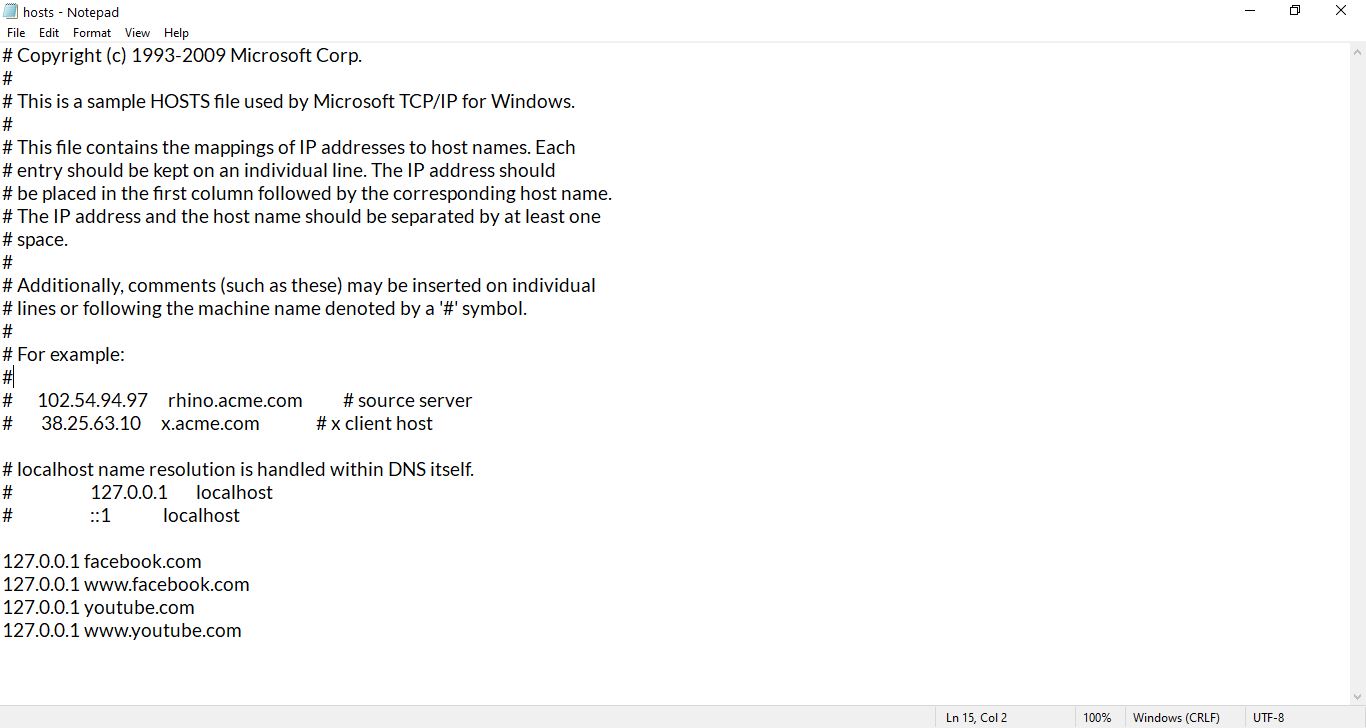 hosts - Notepad
File Edit Format View Help
# Copyright (c) 1993-2009 Microsoft Corp.
#
# This is a sample HOSTS file used by Microsoft TCP/IP for Windows.
#
# This file contains the mappings of IP addresses to host names. Each
# entry should be kept on an individual line. The IP address should
# be placed in the first column followed by the corresponding host name.
# The IP address and the host name should be separated by at least one
# space.
#
# Additionally, comments (such as these) may be inserted on individual
# lines or following the machine name denoted by a '#' symbol.
#
# For example:
#
#     102.54.94.97    rhino.acme.com        # source server
#     38.25.63.10    x.acme.com           # x client host

# localhost name resolution is handled within DNS itself.
#               127.0.0.1     localhost
#               ::1          localhost

127.0.0.1 facebook.com
127.0.0.1 www.facebook.com
127.0.0.1 youtube.com
127.0.0.1 www.youtube.com
Ln 15, Col 2 100% Windows (CRLF) UTF-8